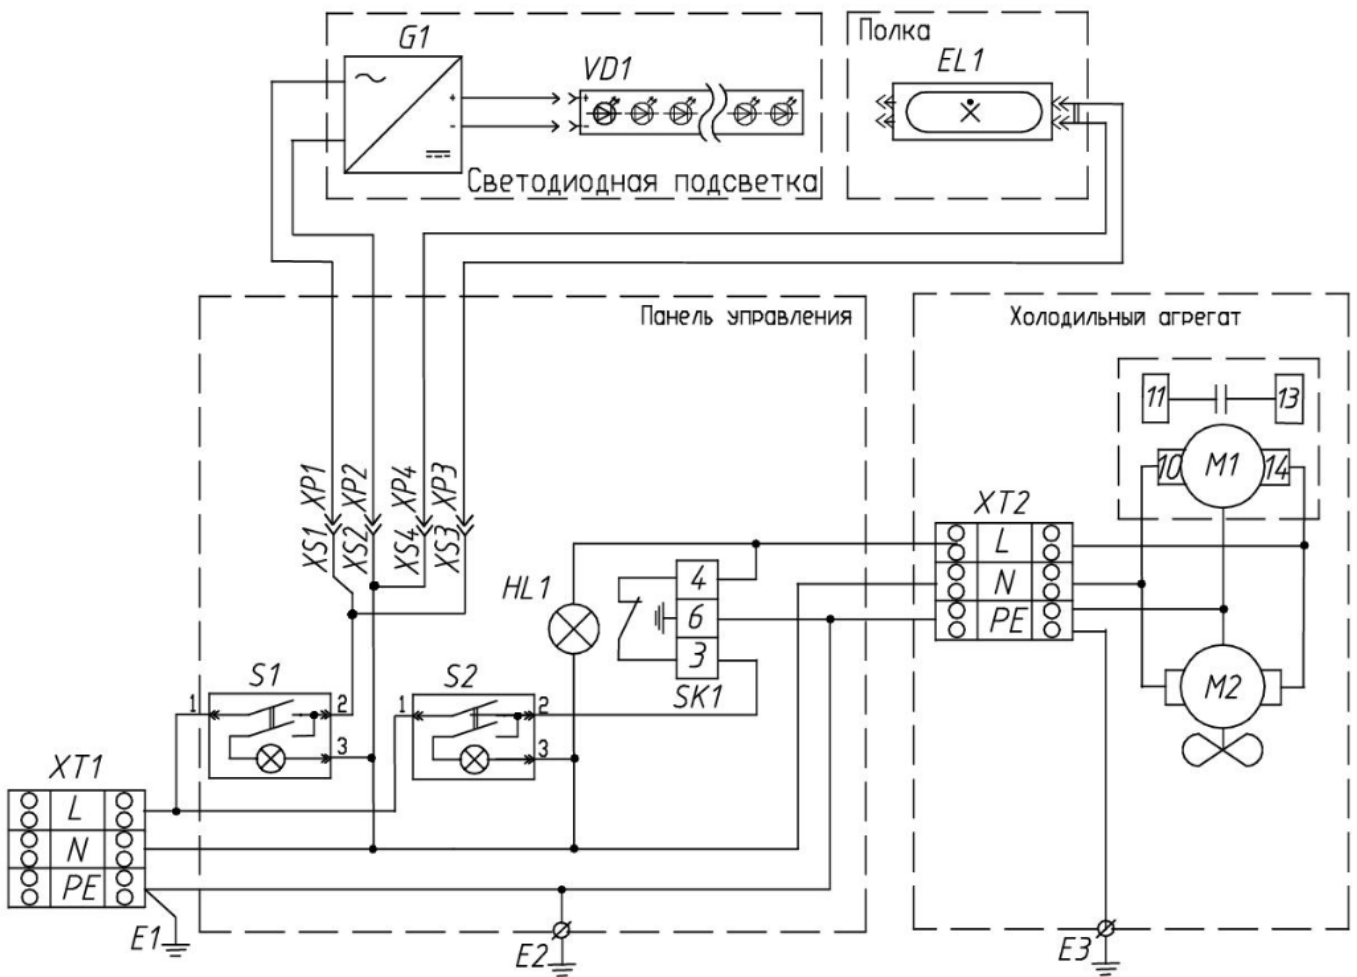 G1
VD1
+
+
-
-
Светодиодная подсветка
Полка
EL1
Панель управления
Холодильный агрегат
11
13
10
M1
14
XP1
XP2
XP4
XP3
XS1
XS2
XS4
XS3
XT2
L
N
PE
HL1
4
6
3
SK1
M2
S1
1
2
3
S2
1
2
3
XT1
L
N
PE
E1
E2
E3